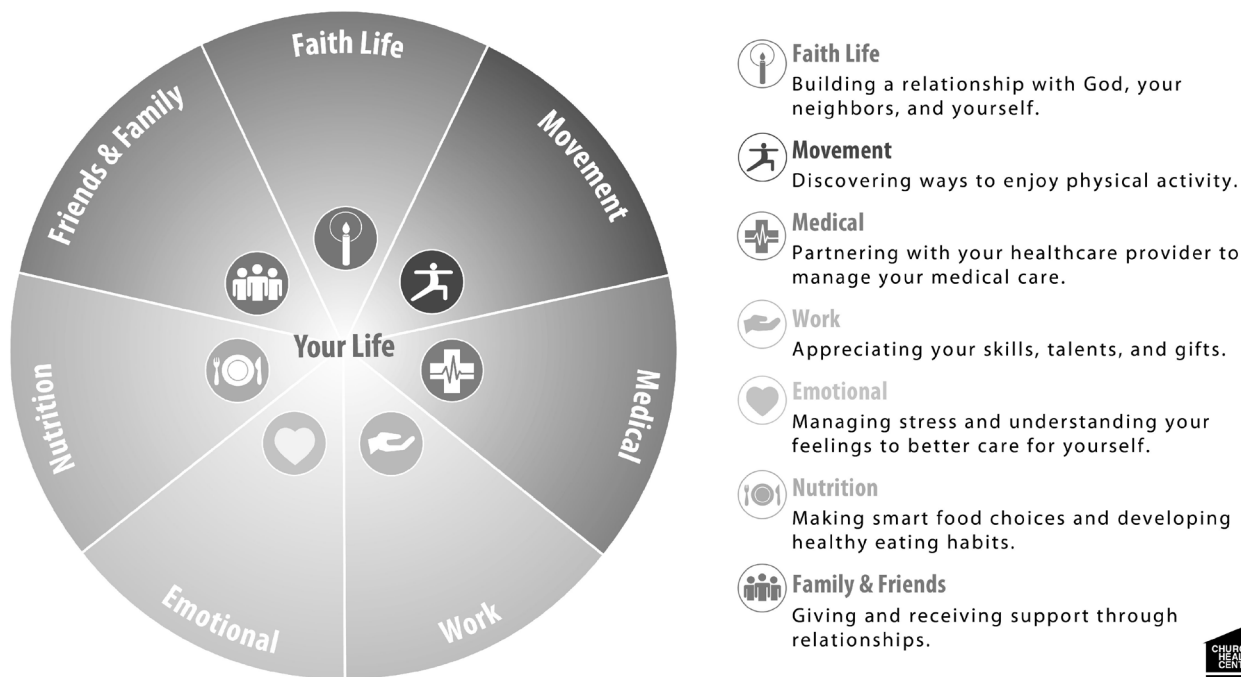 Faith Life
Friends & Family
Movement
Your Life
Nutrition
Medical
Emotional
Work
Faith Life
Building a relationship with God, your
neighbors, and yourself.
Movement
Discovering ways to enjoy physical activity.
Medical
Partnering with your healthcare provider to
manage your medical care.
Work
Appreciating your skills, talents, and gifts.
Emotional
Managing stress and understanding your
feelings to better care for yourself.
Nutrition
Making smart food choices and developing
healthy eating habits.
Family & Friends
Giving and receiving support through
relationships.